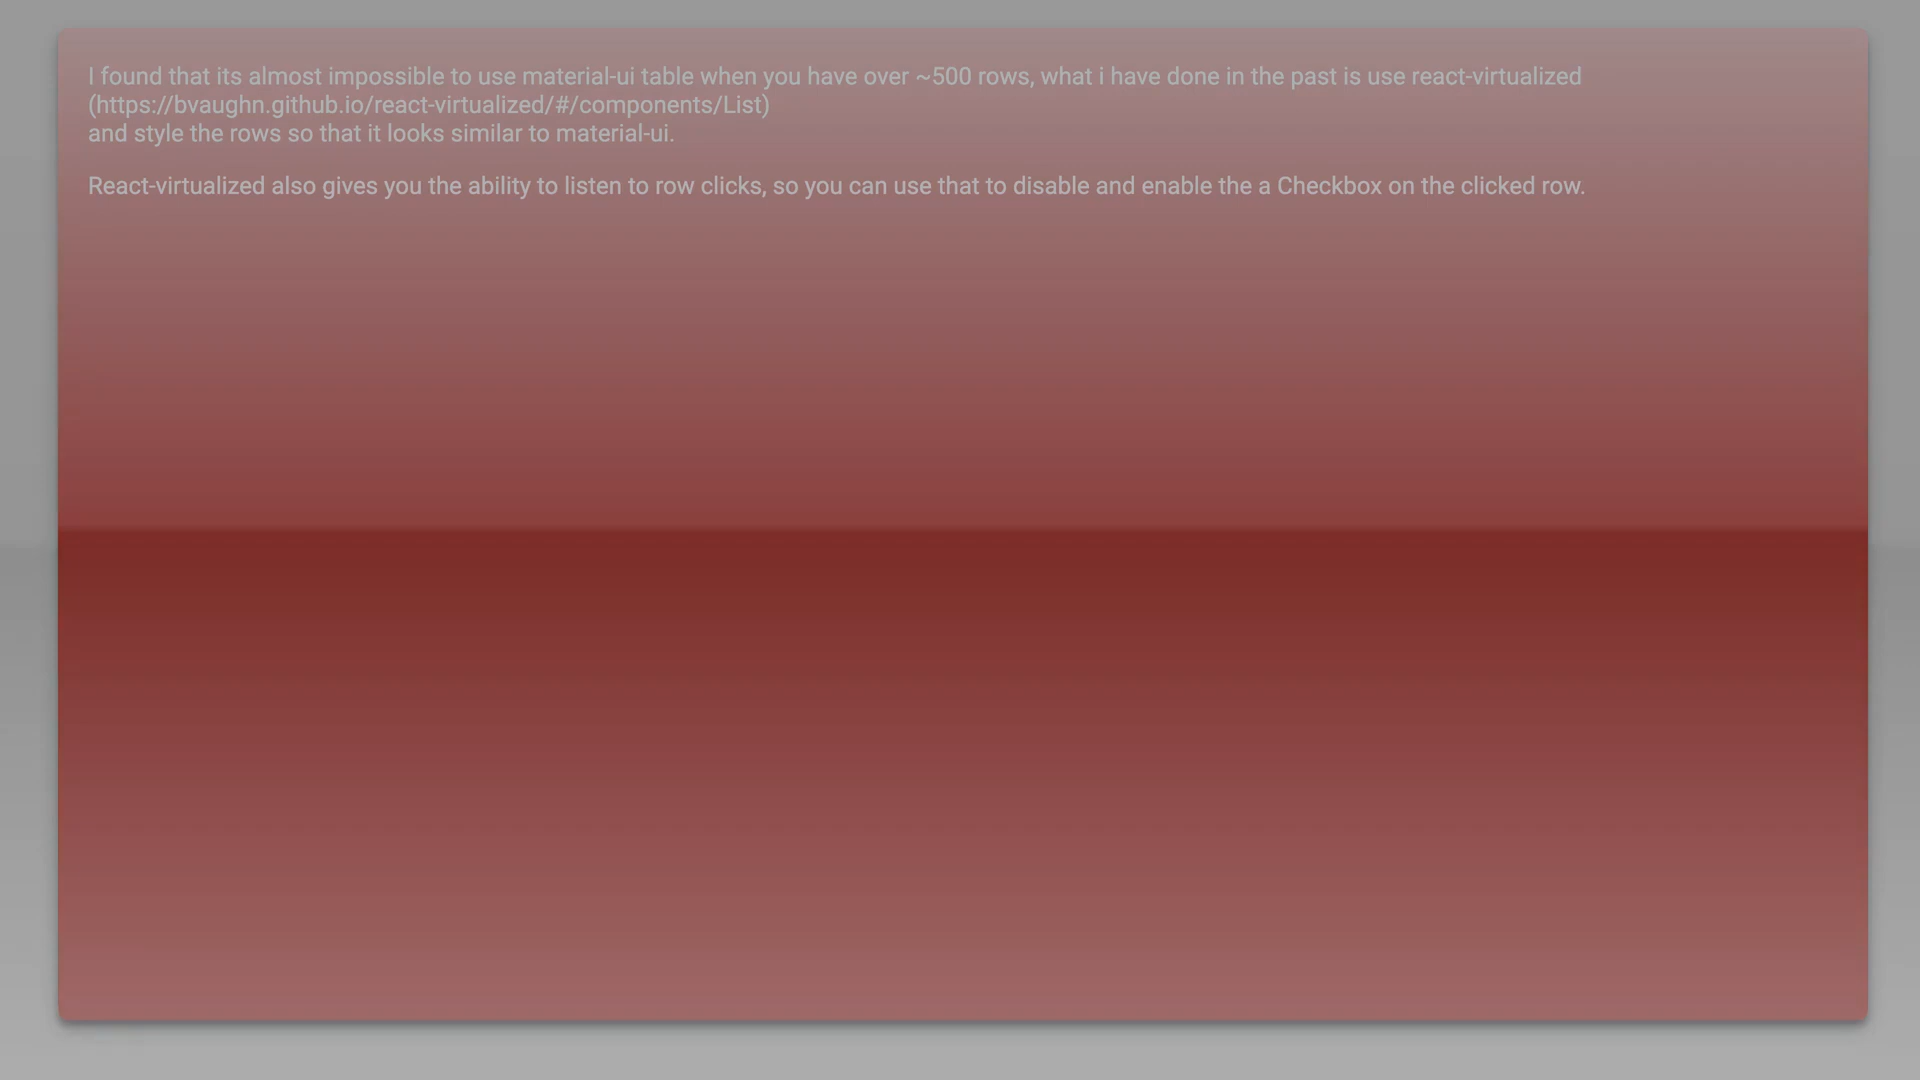 I found that its almost impossible to use material-ui table when you have over ~500 rows, what i have done in the past is use react-virtualized
(https://bvaughn.github.io/react-virtualized/#/components/List)
and style the rows so that it looks similar to material-ui.
React-virtualized also gives you the ability to listen to row clicks, so you can use that to disable and enable the a Checkbox on the clicked row.